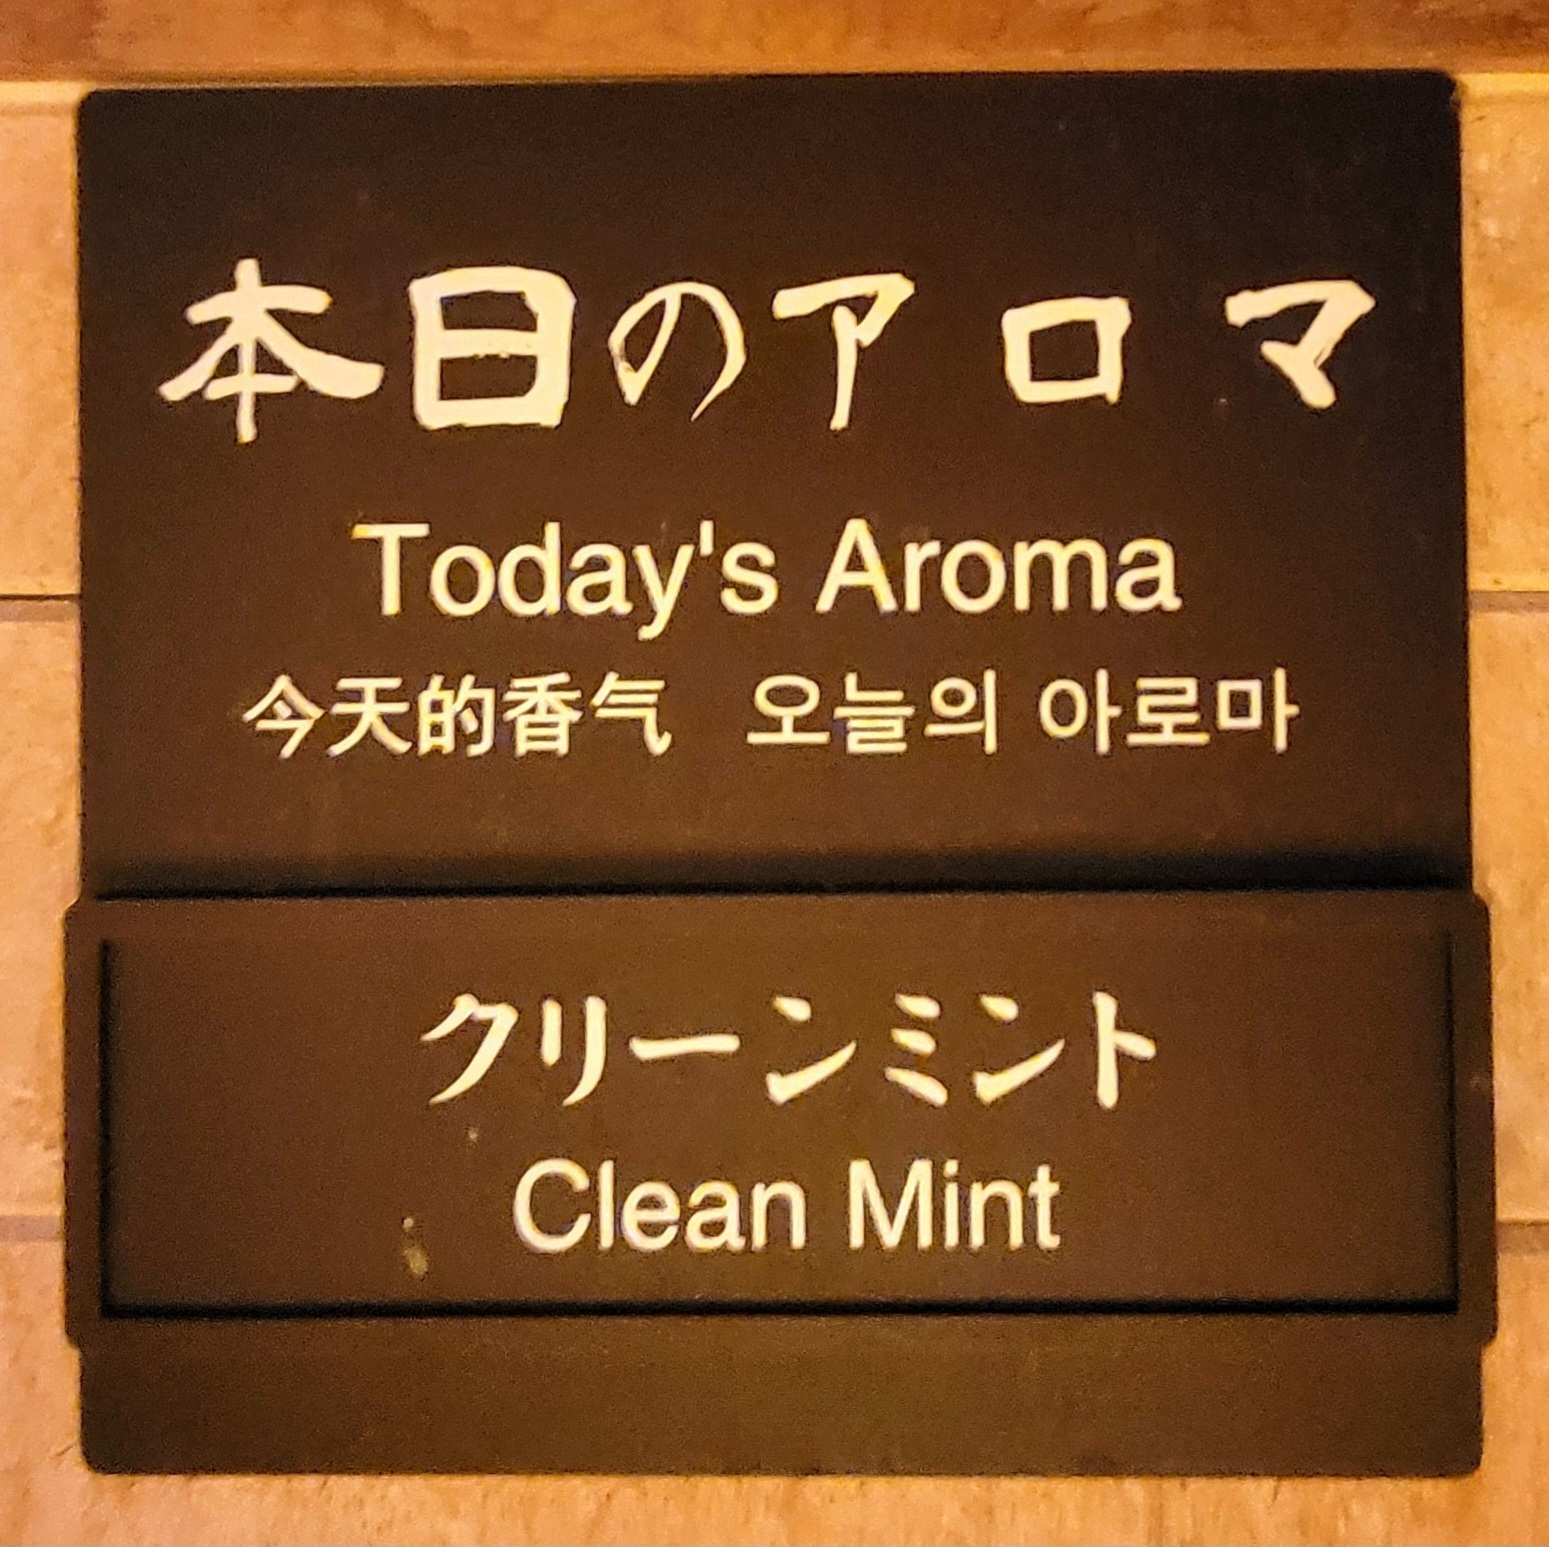 本日のアロマ
Today's Aroma
今天的香气 오늘의 아로마
クリーンミント
Clean Mint